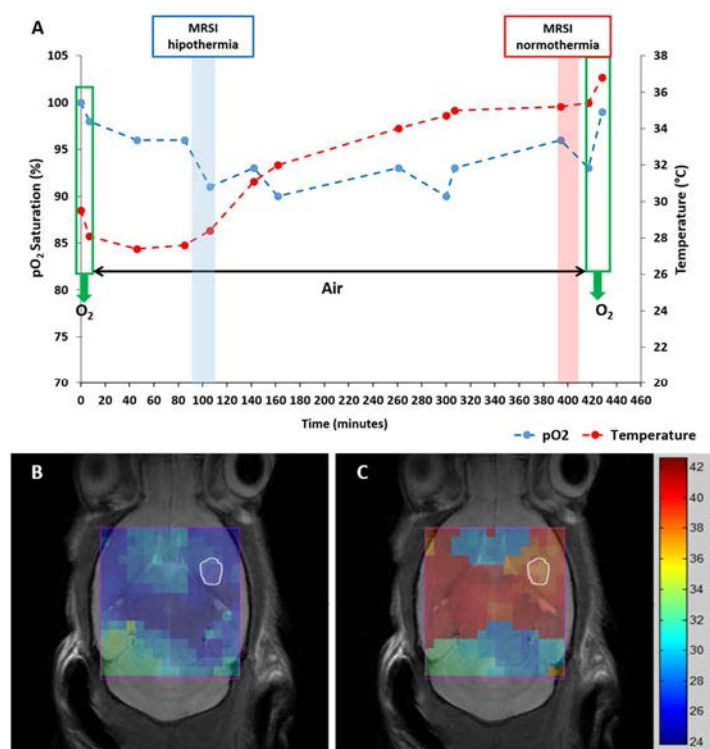 A
MRSI
hipothermia
MRSI
normothermia
105
100
95
90
85
80
75
70
pO2 Saturation (%)
38
36
34
32
30
28
26
24
22
20
Temperature (°C)
Air
O2
O2
0 20 40 60 80 100 120 140 160 180 200 220 240 260 280 300 320 340 360 380 400 420 440 460
Time (minutes)
pO2
Temperature
B
C
42
40
38
36
34
32
30
28
26
24